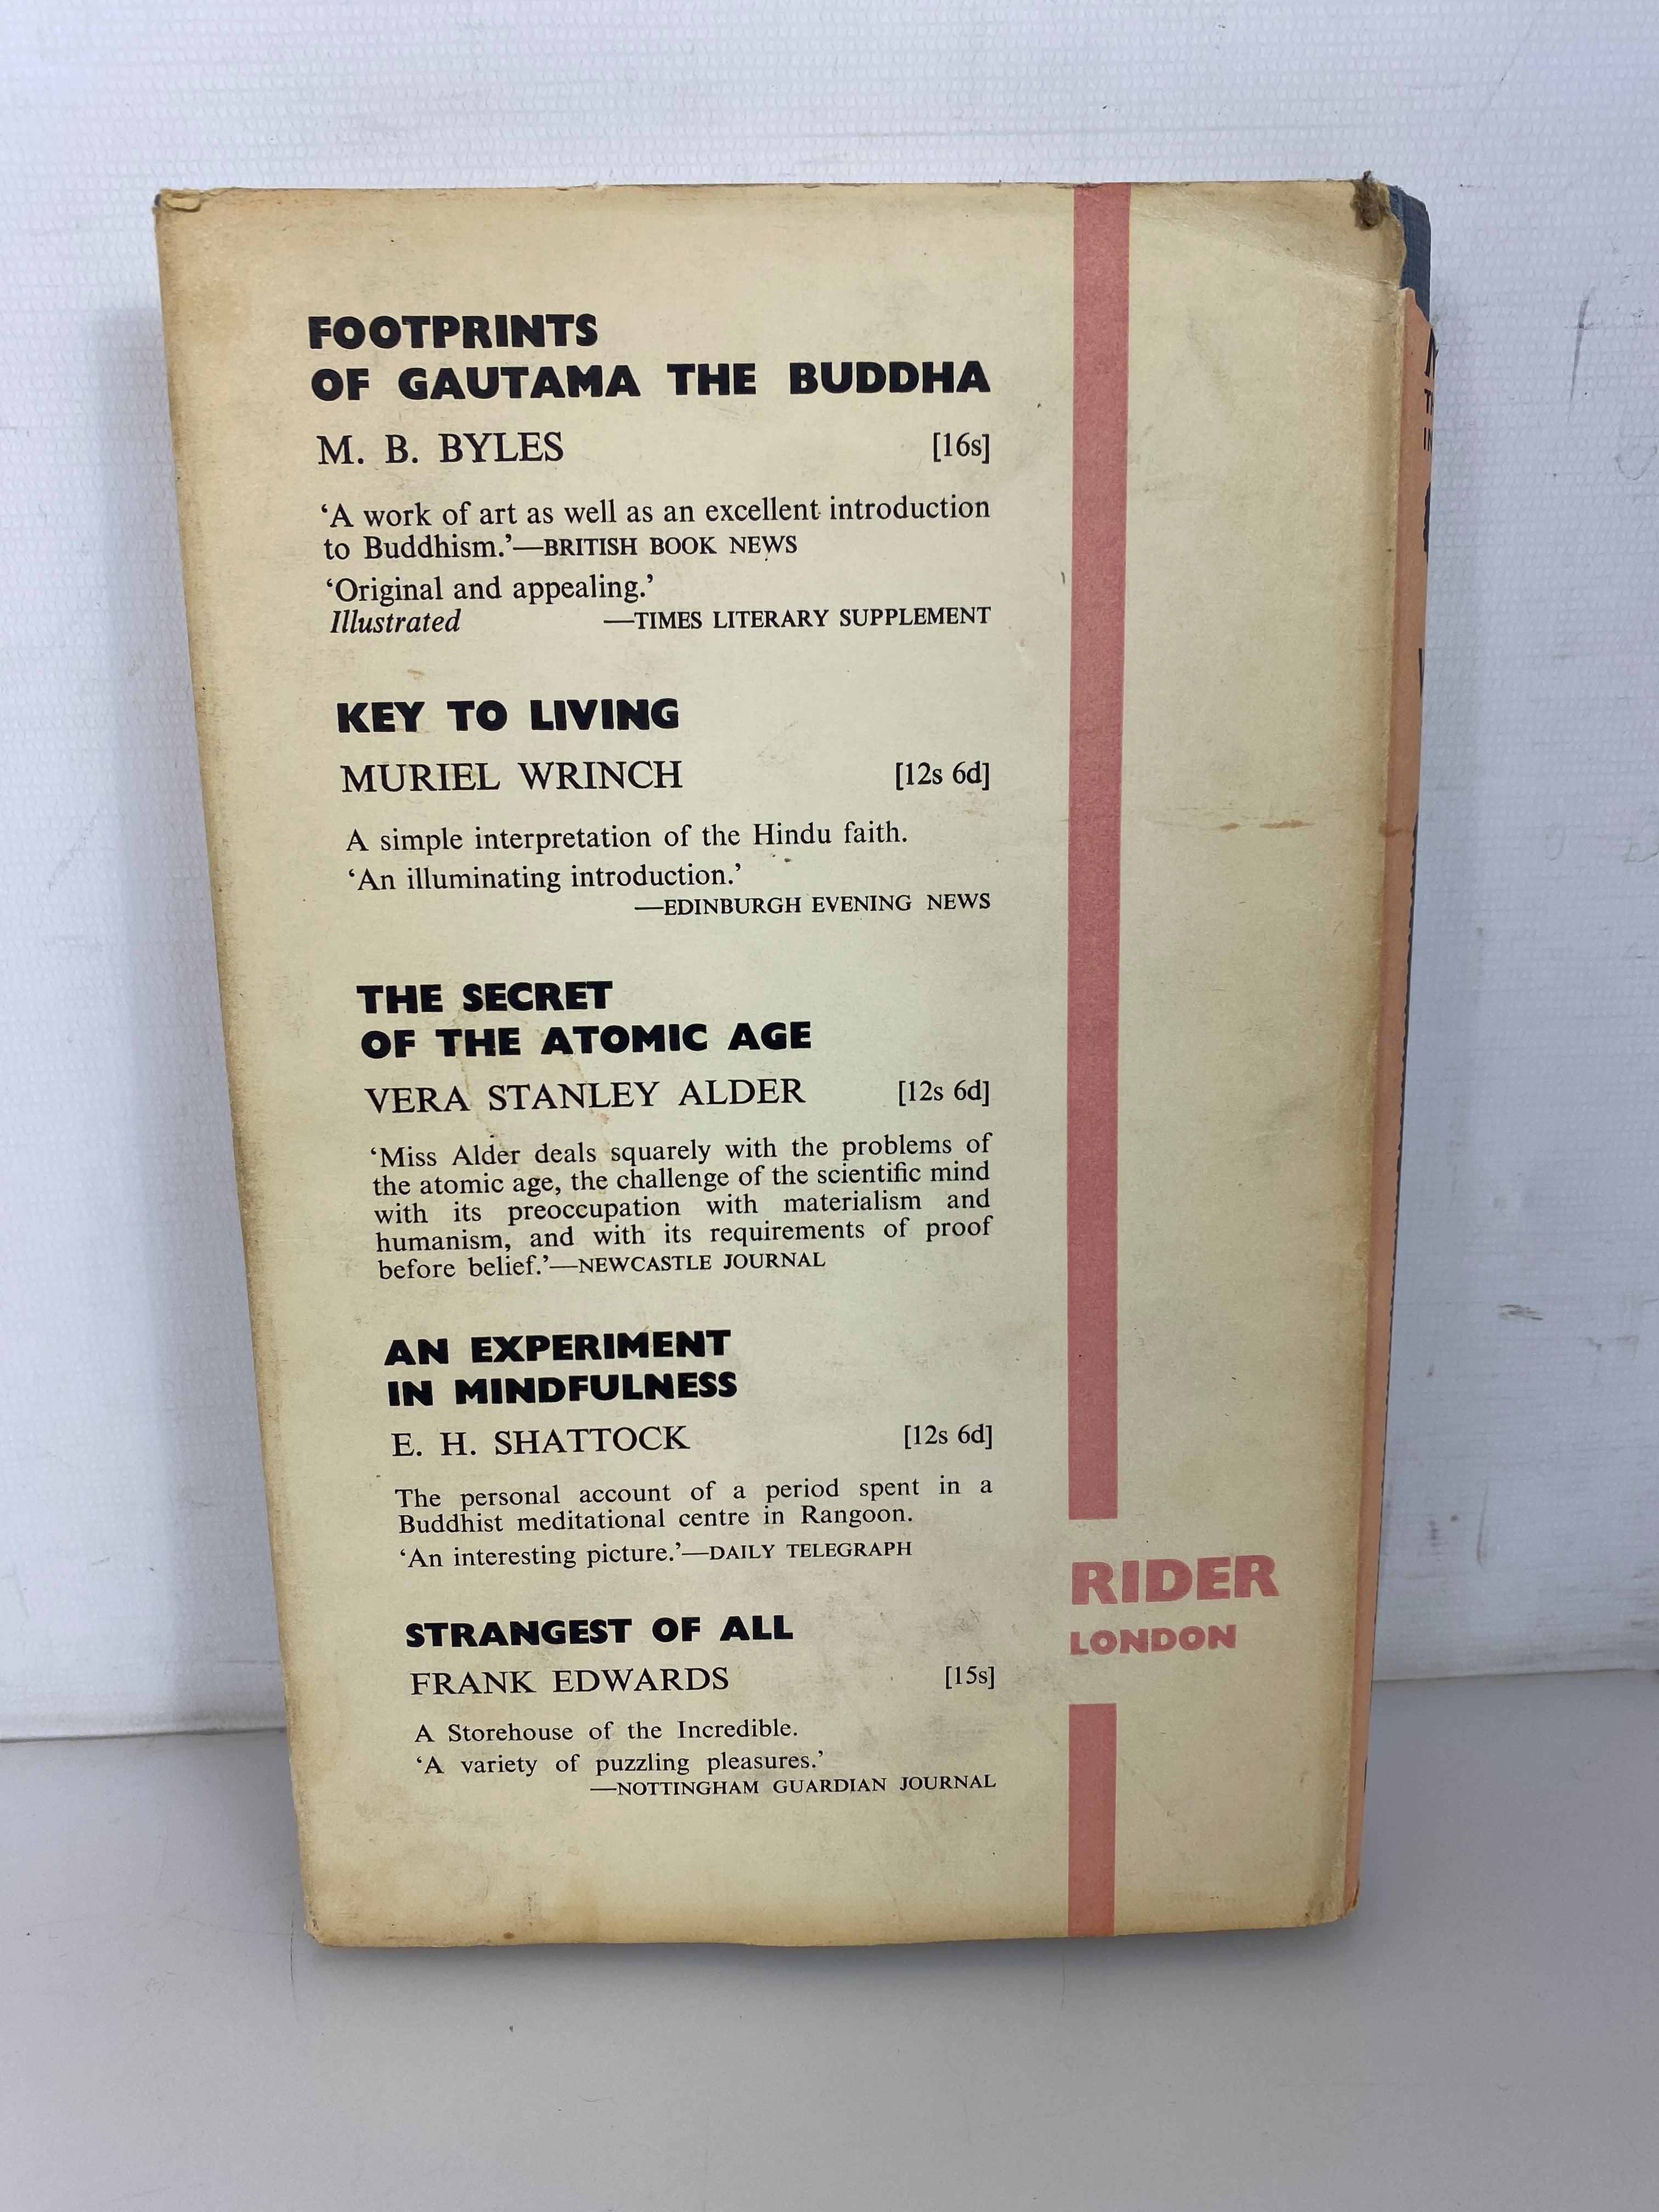 FOOTPRINTS
OF GAUTAMA THE BUDDHA
M. B. BYLES [16s]
‘A work of art as well as an excellent introduction
to Buddhism.’—BRITISH BOOK NEWS
‘Original and appealing.’
Illustrated —TIMES LITERARY SUPPLEMENT
KEY TO LIVING
MURIEL WRINCH [12s 6d]
A simple interpretation of the Hindu faith.
‘An illuminating introduction.’
—EDINBURGH EVENING NEWS
THE SECRET
OF THE ATOMIC AGE
VERA STANLEY ALDER [12s 6d]
‘Miss Alder deals squarely with the problems of
the atomic age, the challenge of the scientific mind
with its preoccupation with materialism and
humanism, and with its requirements of proof
before belief.’—NEWCASTLE JOURNAL
AN EXPERIMENT
IN MINDFULNESS
E. H. SHATTOCK [12s 6d]
The personal account of a period spent in a
Buddhist meditational centre in Rangoon.
‘An interesting picture.’—DAILY TELEGRAPH
STRANGEST OF ALL
FRANK EDWARDS [15s]
A Storehouse of the Incredible.
‘A variety of puzzling pleasures.’
—NOTTINGHAM GUARDIAN JOURNAL
RIDER
LONDON